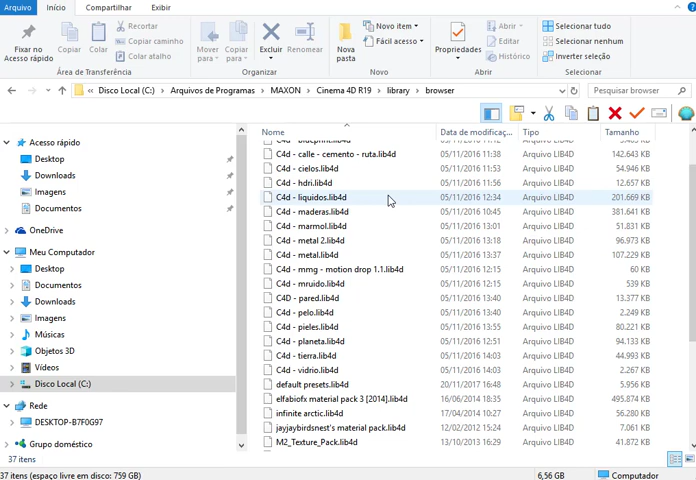 Arquivo Início Compartilhar Exibir
Fixar no Acesso rápido
Copiar
Colar
Recortar
Copiar caminho
Colar atalho
Área de Transferência
Mover para
Copiar para
Excluir
Renomear
Organizar
Nova pasta
Novo item
Fácil acesso
Novo
Propriedades
Abrir
Editar
Histórico
Abrir
Selecionar tudo
Selecionar nenhum
Inverter seleção
Selecionar
« Disco Local (C:) > Arquivos de Programas > MAXON > Cinema 4D R19 > library > browser
Pesquisar browser
Acesso rápido
Desktop
Downloads
Imagens
Documentos
OneDrive
Meu Computador
Desktop
Documentos
Downloads
Imagens
Músicas
Objetos 3D
Vídeos
Disco Local (C:)
Rede
DESKTOP-B7F0G97
Grupo doméstico
Nome Data de modificaç... Tipo Tamanho
C4d - calle - cemento - ruta.lib4d 05/11/2016 11:38 Arquivo LIB4D 142.643 KB
C4d - cielos.lib4d 05/11/2016 11:53 Arquivo LIB4D 54.946 KB
C4d - hdri.lib4d 05/11/2016 11:56 Arquivo LIB4D 12.657 KB
C4d - liquidos.lib4d 05/11/2016 12:34 Arquivo LIB4D 201.669 KB
C4d - maderas.lib4d 05/11/2016 10:45 Arquivo LIB4D 381.641 KB
C4d - marmol.lib4d 05/11/2016 13:01 Arquivo LIB4D 51.831 KB
C4d - metal 2.lib4d 05/11/2016 13:18 Arquivo LIB4D 96.973 KB
C4d - metal.lib4d 05/11/2016 13:37 Arquivo LIB4D 107.229 KB
C4d - mmg - motion drop 1.1.lib4d 05/11/2016 12:15 Arquivo LIB4D 60 KB
C4d - mruido.lib4d 05/11/2016 12:15 Arquivo LIB4D 539 KB
C4D - pared.lib4d 05/11/2016 13:40 Arquivo LIB4D 13.377 KB
C4d - pelo.lib4d 05/11/2016 13:40 Arquivo LIB4D 2.249 KB
C4d - pieles.lib4d 05/11/2016 13:55 Arquivo LIB4D 80.221 KB
C4d - planeta.lib4d 05/11/2016 12:51 Arquivo LIB4D 94.133 KB
C4d - tierra.lib4d 05/11/2016 14:03 Arquivo LIB4D 44.993 KB
C4d - vidrio.lib4d 05/11/2016 14:03 Arquivo LIB4D 2.267 KB
default presets.lib4d 20/11/2017 16:48 Arquivo LIB4D 5.956 KB
elfabiofx material pack 3 [2014].lib4d 16/06/2014 18:35 Arquivo LIB4D 495.874 KB
infinite arctic.lib4d 17/04/2014 10:27 Arquivo LIB4D 56.280 KB
jayjaybirdsnest's material pack.lib4d 12/02/2012 15:24 Arquivo LIB4D 7.061 KB
M2_Texture_Pack.lib4d 13/10/2013 16:29 Arquivo LIB4D 41.872 KB
37 itens
37 itens (espaço livre em disco: 759 GB) 6,56 GB Computador